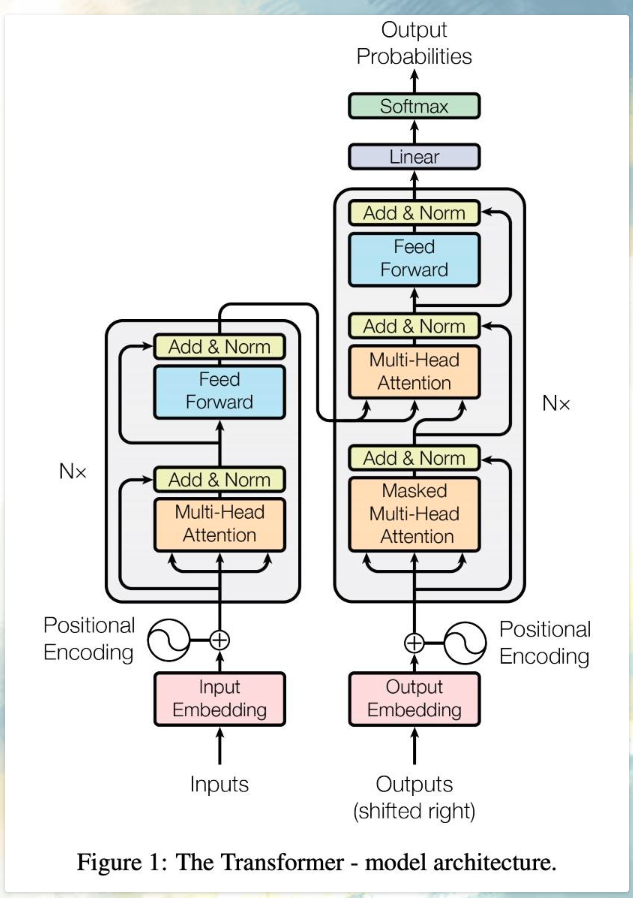 Output
Probabilities
Softmax
Linear
Add & Norm
Feed
Forward
Add & Norm
Multi-Head
Attention
Nx
Add & Norm
Masked
Multi-Head
Attention
Add & Norm
Feed
Forward
Nx
Add & Norm
Multi-Head
Attention
Positional
Encoding
Positional
Encoding
Input
Embedding
Output
Embedding
Inputs
Outputs
(shifted right)
Figure 1: The Transformer - model architecture.